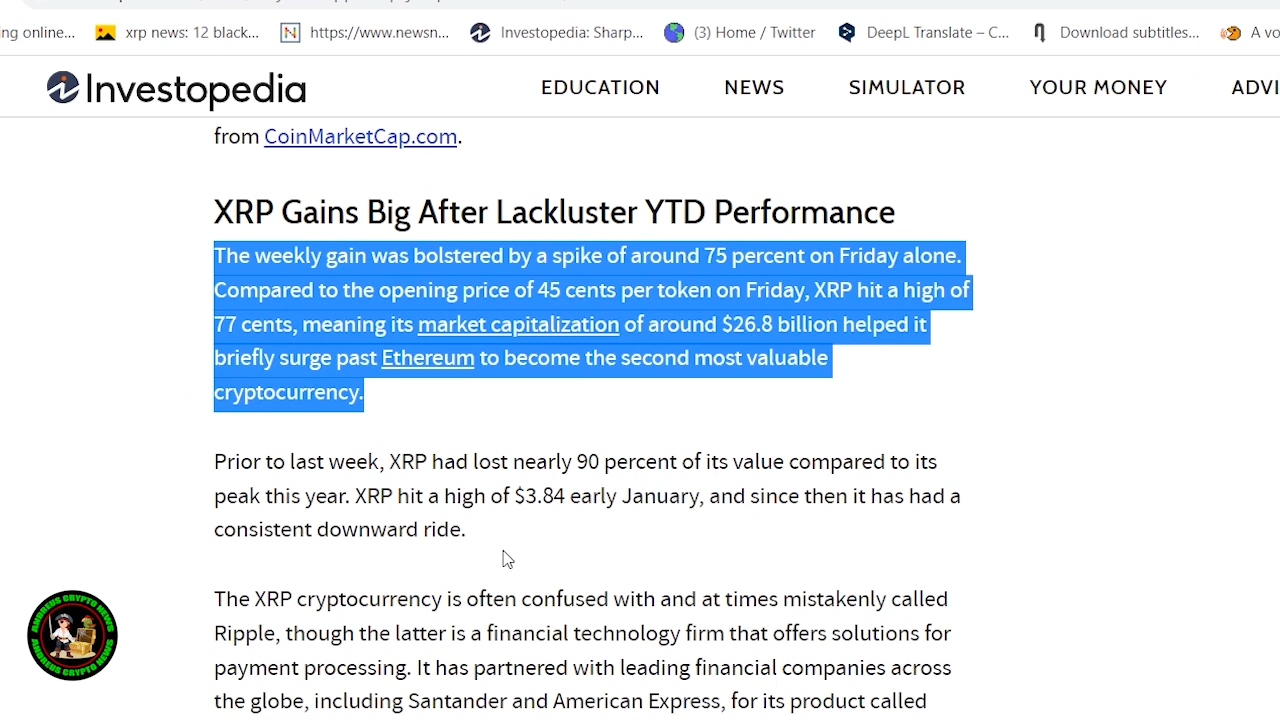 ng online...
xrp news: 12 black...
https://www.newsn...
Investopedia: Sharp...
(3) Home / Twitter
DeepL Translate – C...
Download subtitles...
A vo
Investopedia
EDUCATION
NEWS
SIMULATOR
YOUR MONEY
ADVI
from CoinMarketCap.com.
XRP Gains Big After Lackluster YTD Performance
The weekly gain was bolstered by a spike of around 75 percent on Friday alone.
Compared to the opening price of 45 cents per token on Friday, XRP hit a high of
77 cents, meaning its market capitalization of around $26.8 billion helped it
briefly surge past Ethereum to become the second most valuable
cryptocurrency.
Prior to last week, XRP had lost nearly 90 percent of its value compared to its
peak this year. XRP hit a high of $3.84 early January, and since then it has had a
consistent downward ride.
The XRP cryptocurrency is often confused with and at times mistakenly called
Ripple, though the latter is a financial technology firm that offers solutions for
payment processing. It has partnered with leading financial companies across
the globe, including Santander and American Express, for its product called
ANDREUS CRYPTO NEWS
ANDREUS CRYPTO NEWS